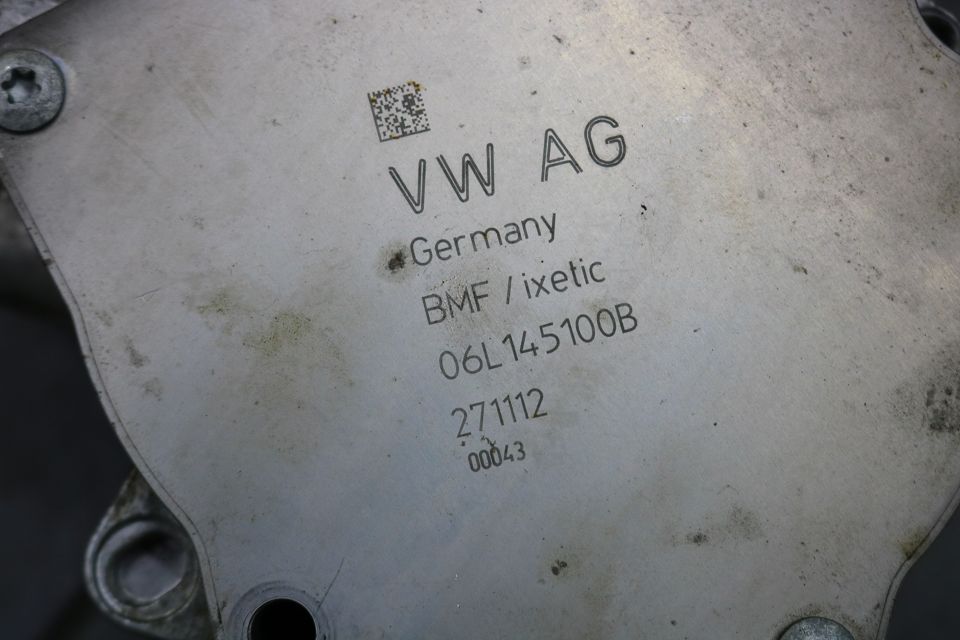 VW AG
Germany
BMF / ixetic
06L145100B
271112
00043